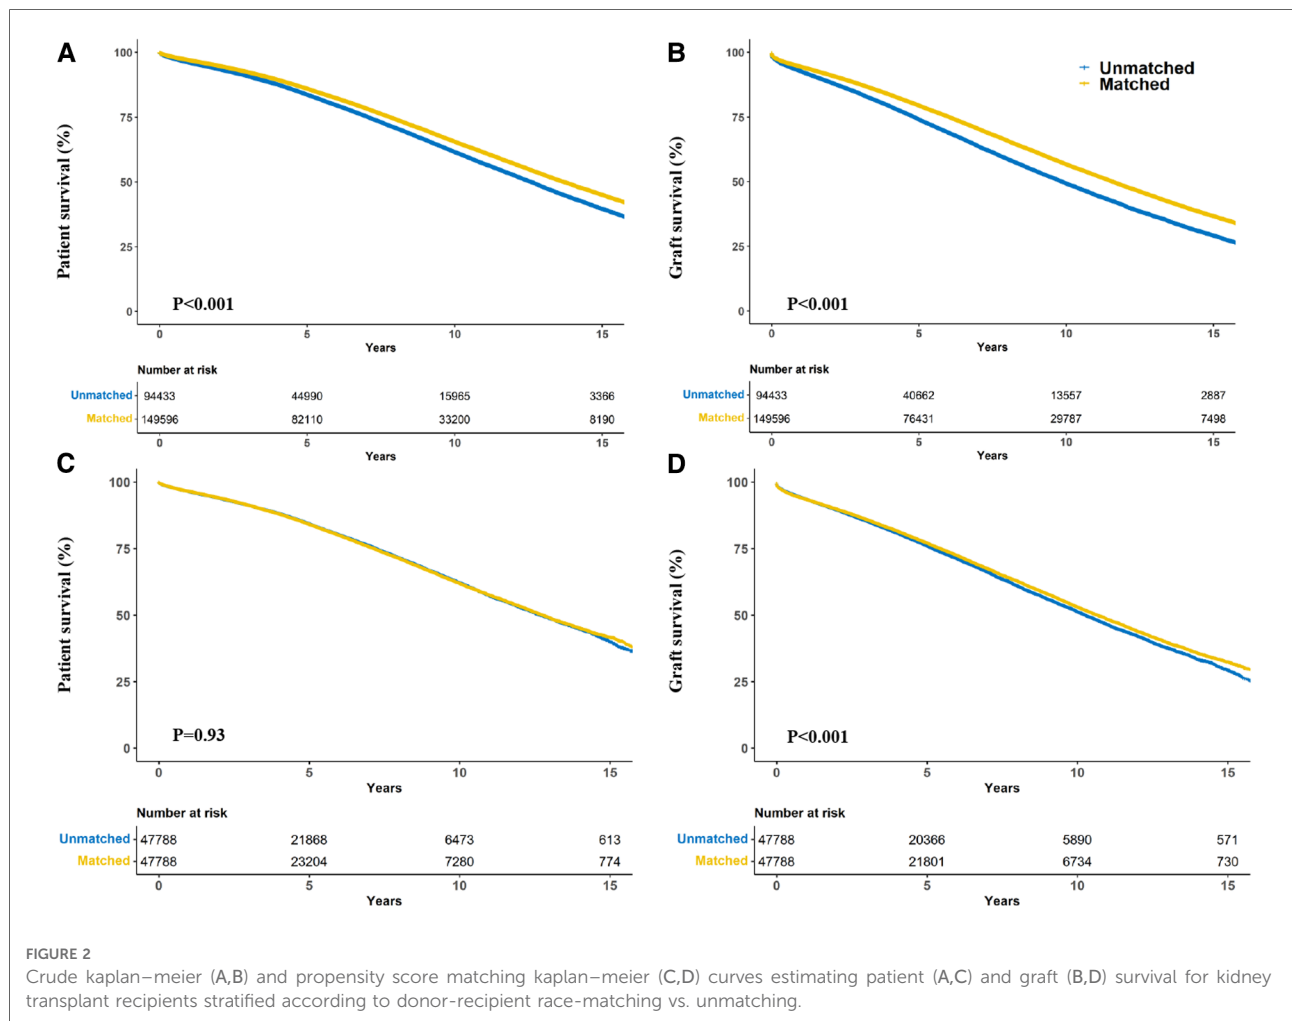 A
Patient survival (%)
100
75
50
25
0
P<0.001
0 5 10 15
Years
Number at risk
Unmatched 94433 44990 15965 3366
Matched 149596 82110 33200 8190
0 5 10 15
Years
B
Graft survival (%)
100
75
50
25
0
Unmatched
Matched
P<0.001
0 5 10 15
Years
Number at risk
Unmatched 94433 40662 13557 2887
Matched 149596 76431 29787 7498
0 5 10 15
Years
C
Patient survival (%)
100
75
50
25
0
P=0.93
0 5 10 15
Years
Number at risk
Unmatched 47788 21868 6473 613
Matched 47788 23204 7280 774
0 5 10 15
Years
D
Graft survival (%)
100
75
50
25
0
P<0.001
0 5 10 15
Years
Number at risk
Unmatched 47788 20366 5890 571
Matched 47788 21801 6734 730
0 5 10 15
Years
FIGURE 2
Crude kaplan–meier (A,B) and propensity score matching kaplan–meier (C,D) curves estimating patient (A,C) and graft (B,D) survival for kidney
transplant recipients stratified according to donor-recipient race-matching vs. unmatching.